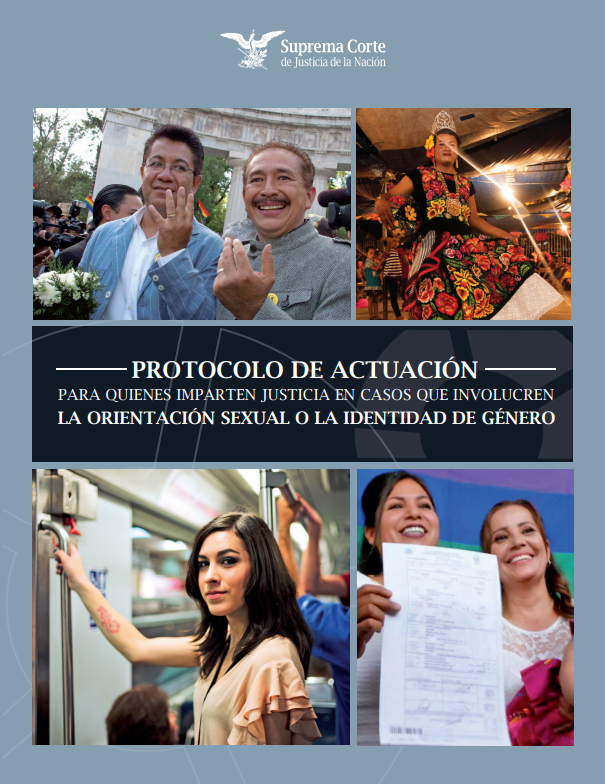 Suprema Corte
de Justicia de la Nación
PROTOCOLO DE ACTUACIÓN
PARA QUIENES IMPARTEN JUSTICIA EN CASOS QUE INVOLUCREN
LA ORIENTACIÓN SEXUAL O LA IDENTIDAD DE GÉNERO